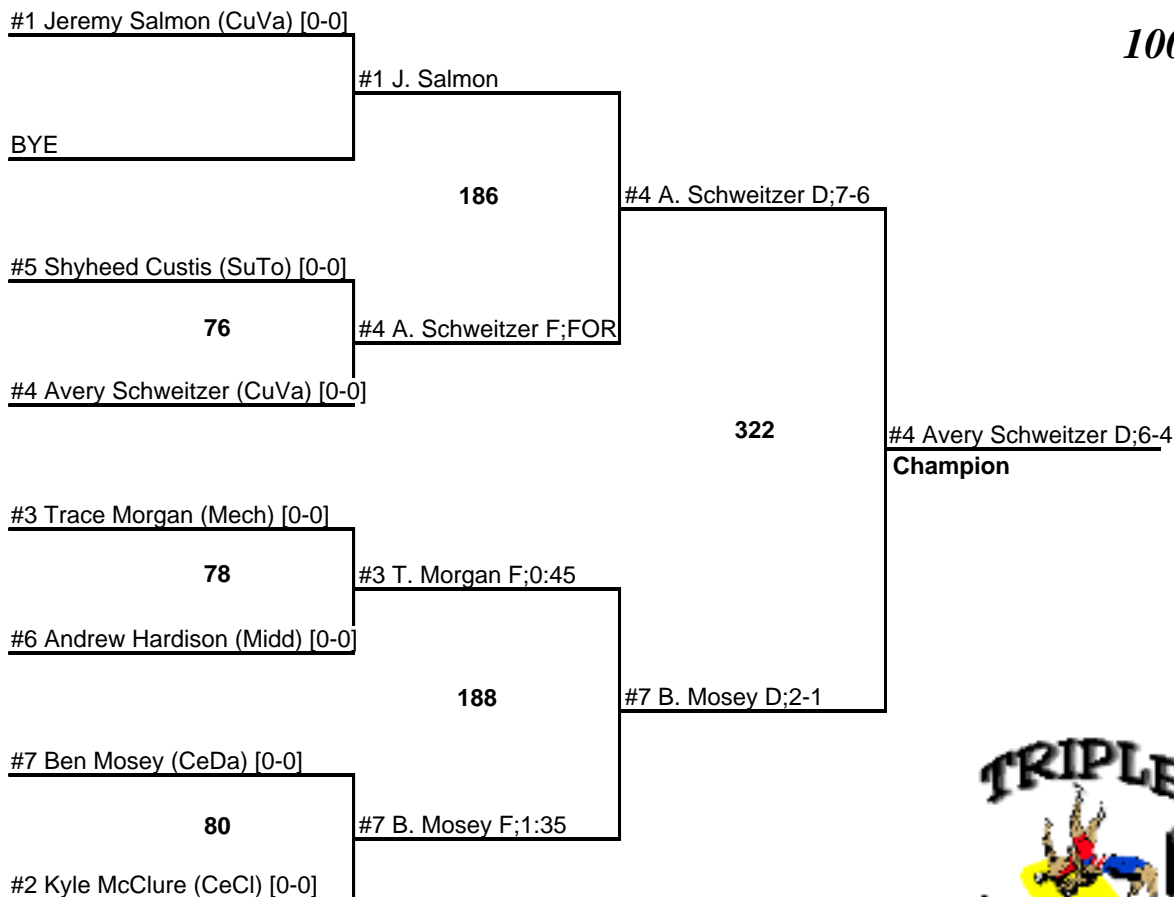 #1 Jeremy Salmon (CuVa) [0-0]
100
#1 J. Salmon
BYE
186
#4 A. Schweitzer D;7-6
#5 Shyheed Custis (SuTo) [0-0]
76
#4 A. Schweitzer F;FOR
#4 Avery Schweitzer (CuVa) [0-0]
322
#4 Avery Schweitzer D;6-4
Champion
#3 Trace Morgan (Mech) [0-0]
78
#3 T. Morgan F;0:45
#6 Andrew Hardison (Midd) [0-0]
188
#7 B. Mosey D;2-1
#7 Ben Mosey (CeDa) [0-0]
80
#7 B. Mosey F;1:35
#2 Kyle McClure (CeCl) [0-0]
TRIPLE